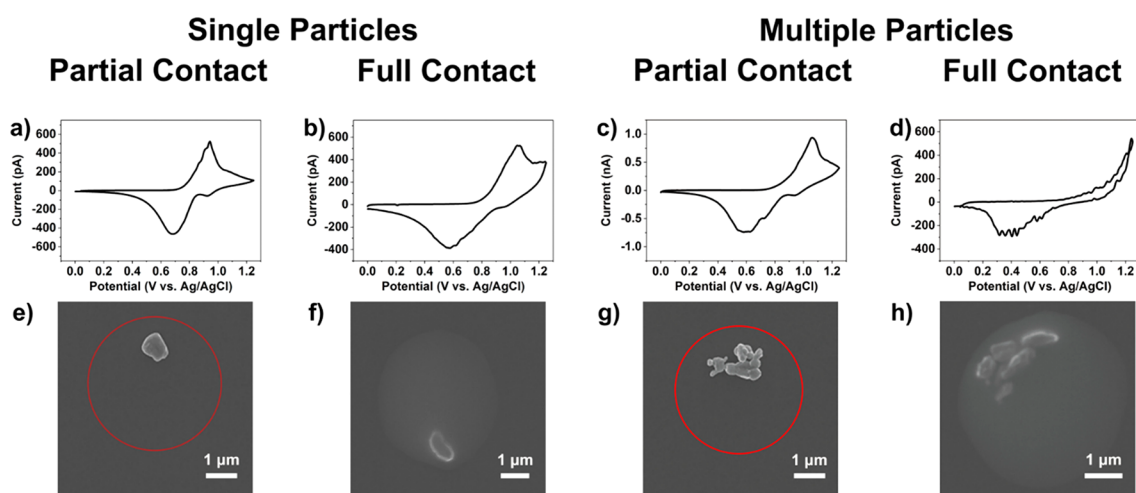 Single Particles
Multiple Particles
Partial Contact
Full Contact
Partial Contact
Full Contact
a)
600
400
200
0
-200
-400
-600
Current (pA)
0.0 0.2 0.4 0.6 0.8 1.0 1.2
Potential (V vs. Ag/AgCl)
b)
600
400
200
0
-200
-400
Current (pA)
0.0 0.2 0.4 0.6 0.8 1.0 1.2
Potential (V vs. Ag/AgCl)
c)
1.0
0.5
0.0
-0.5
-1.0
Current (nA)
0.0 0.2 0.4 0.6 0.8 1.0 1.2
Potential (V vs. Ag/AgCl)
d)
600
400
200
0
-200
-400
Current (pA)
0.0 0.2 0.4 0.6 0.8 1.0 1.2
Potential (V vs. Ag/AgCl)
e)
1 µm
f)
1 µm
g)
1 µm
h)
1 µm